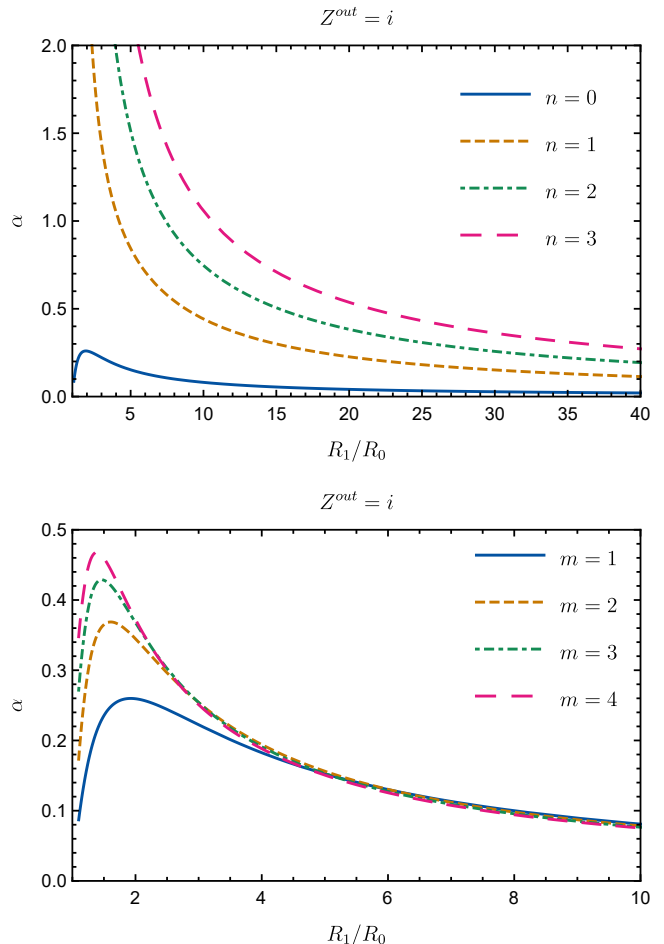 Z^{out} = i
2.0
1.5
1.0
0.5
0.0
α
n = 0
n = 1
n = 2
n = 3
5 10 15 20 25 30 35 40
R_1/R_0
Z^{out} = i
0.5
0.4
0.3
0.2
0.1
0.0
α
m = 1
m = 2
m = 3
m = 4
2 4 6 8 10
R_1/R_0